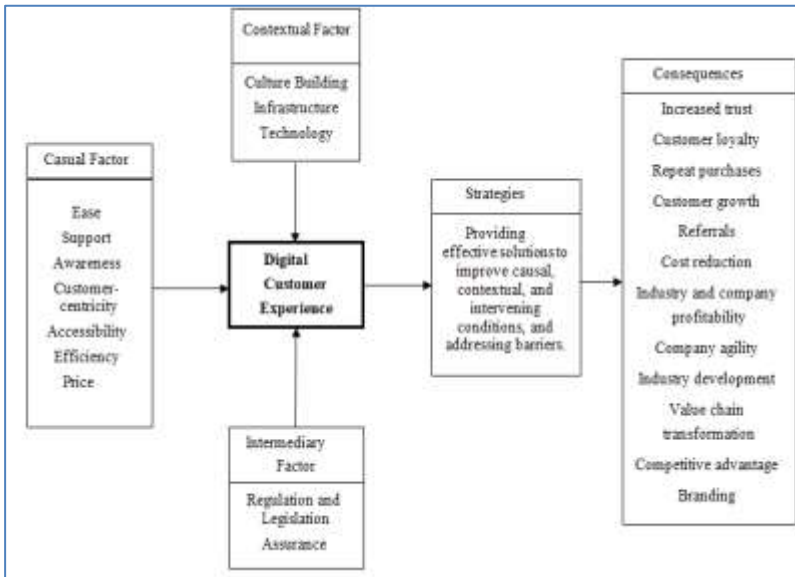 Contextual Factor
Culture Building
Infrastructure
Technology
Casual Factor
Ease
Support
Awareness
Customer-
centricity
Accessibility
Efficiency
Price
Digital
Customer
Experience
Intermediary
Factor
Regulation and
Legislation
Assurance
Strategies
Providing
effective solutions to
improve causal,
contextual, and
intervening
conditions, and
addressing barriers.
Consequences
Increased trust
Customer loyalty
Repeat purchases
Customer growth
Referrals
Cost reduction
Industry and company
profitability
Company agility
Industry development
Value chain
transformation
Competitive advantage
Branding